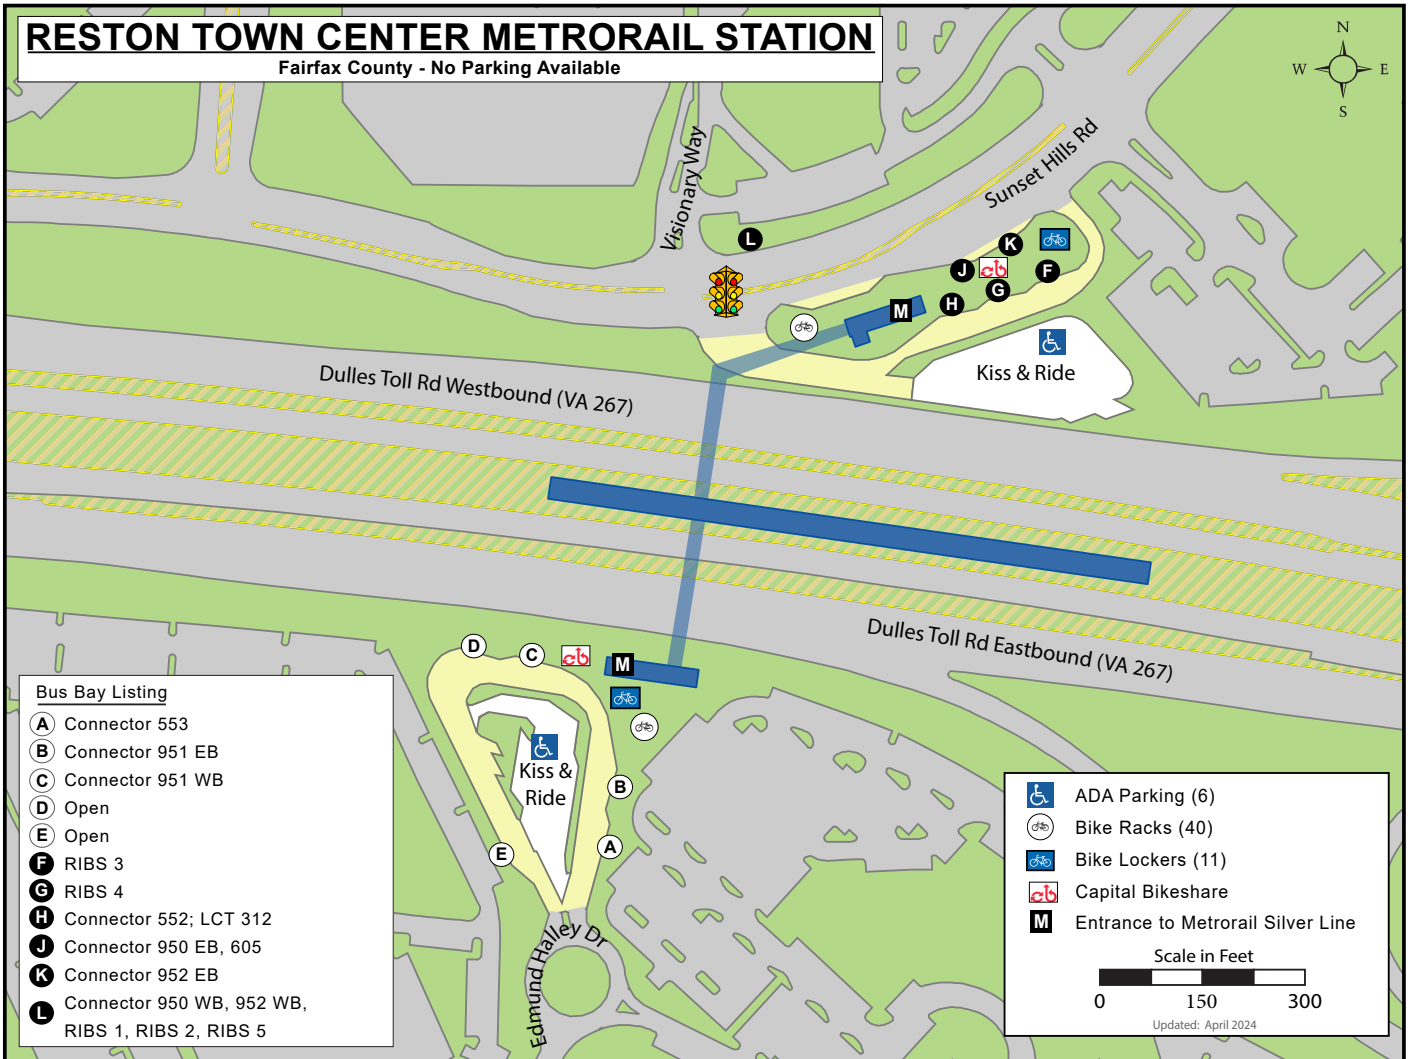 RESTON TOWN CENTER METRORAIL STATION
Fairfax County - No Parking Available
N
W E
S
Visionary Way
Sunset Hills Rd
L
K
J
F
G
H
M
Kiss & Ride
Dulles Toll Rd Westbound (VA 267)
Dulles Toll Rd Eastbound (VA 267)
D
C
M
Kiss &
Ride
B
A
E
Edmund Halley Dr
Bus Bay Listing
A Connector 553
B Connector 951 EB
C Connector 951 WB
D Open
E Open
F RIBS 3
G RIBS 4
H Connector 552; LCT 312
J Connector 950 EB, 605
K Connector 952 EB
L Connector 950 WB, 952 WB,
RIBS 1, RIBS 2, RIBS 5
ADA Parking (6)
Bike Racks (40)
Bike Lockers (11)
Capital Bikeshare
M Entrance to Metrorail Silver Line
Scale in Feet
0 150 300
Updated: April 2024